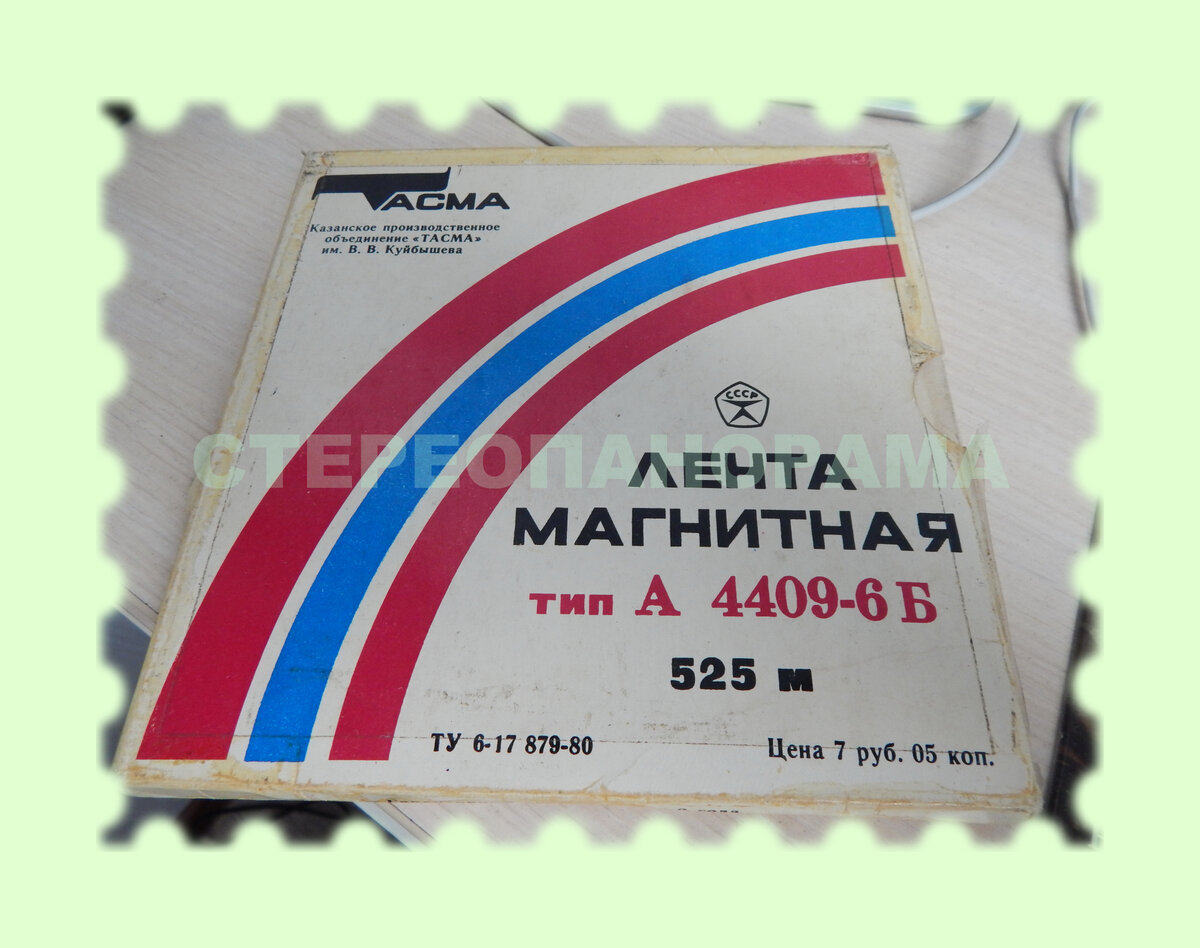 ТАСМА
Казанское производственное
объединение «ТАСМА»
им. В. В. Куйбышева
СССР
СТЕРЕОПАНОРАМА
ЛЕНТА
МАГНИТНАЯ
тип А 4409-6 Б
525 м
ТУ 6-17 879-80
Цена 7 руб. 05 коп.